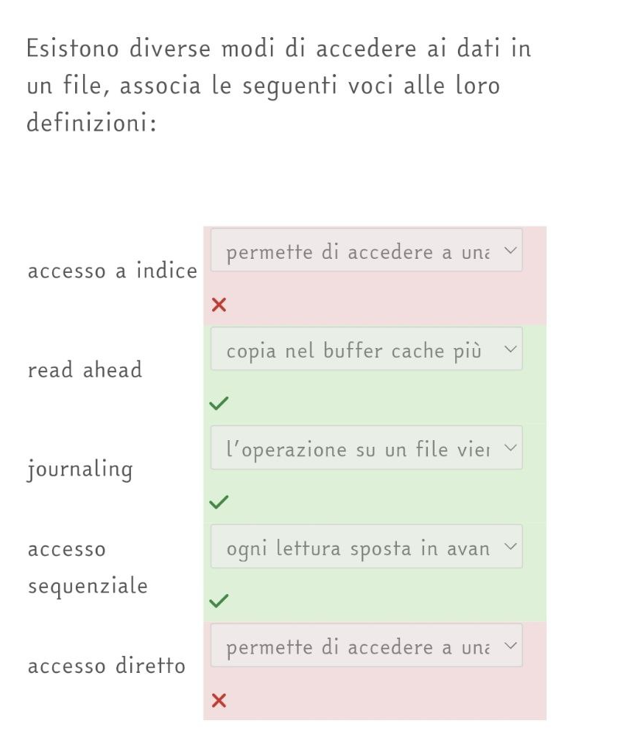 Esistono diverse modi di accedere ai dati in
un file, associa le seguenti voci alle loro
definizioni:
accesso a indice
permette di accedere a una
read ahead
copia nel buffer cache più
journaling
l'operazione su un file vien
accesso
sequenziale
ogni lettura sposta in avan
accesso diretto
permette di accedere a una